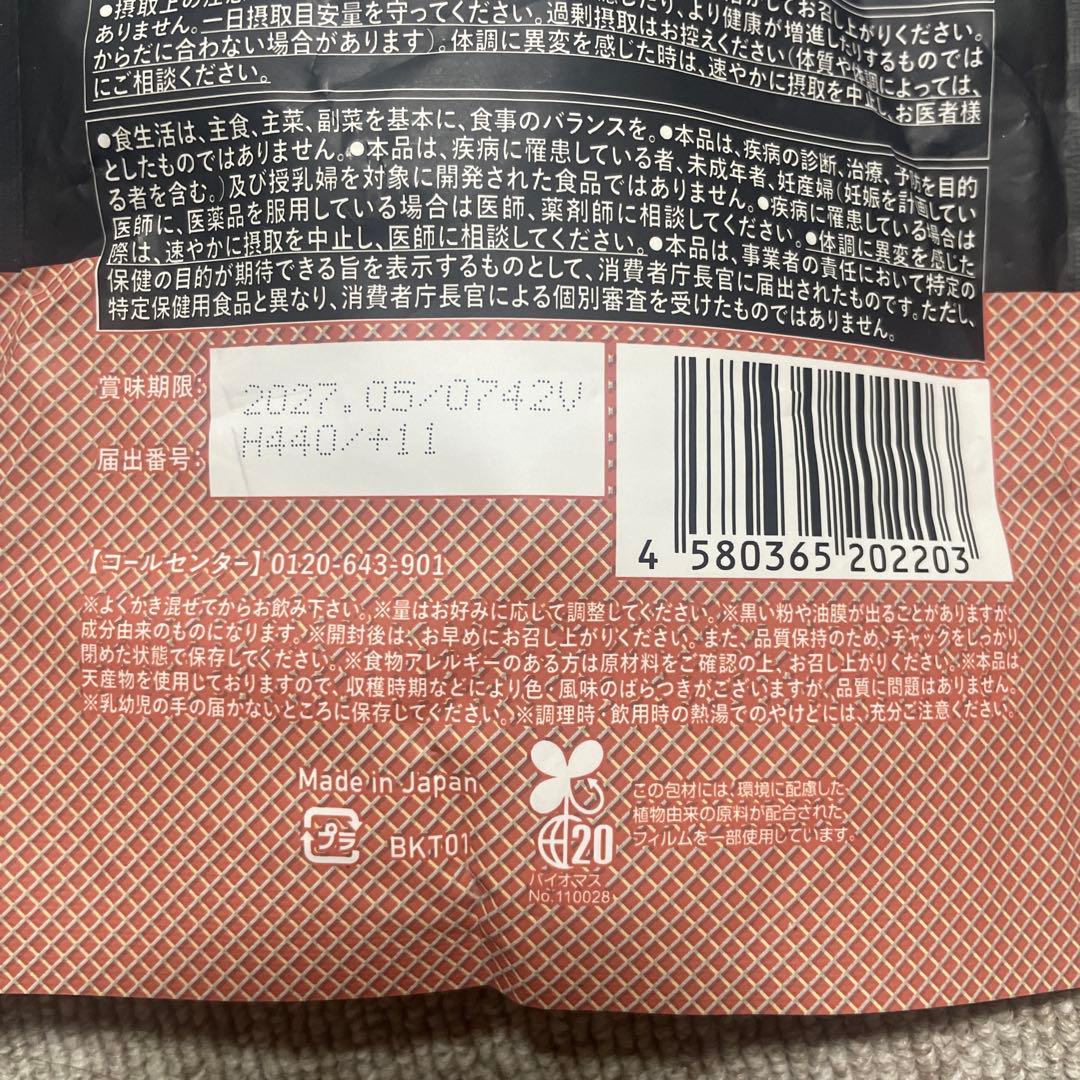 ●摂取上の注意
ありません。一日摂取目安量を守ってください。過剰摂取はお控えください(体質や体調によっては、
からだに合わない場合があります)。体調に異変を感じた時は、速やかに摂取を中止し、お医者様
にご相談ください。
●食生活は、主食、主菜、副菜を基本に、食事のバランスを。●本品は、疾病の診断、治療、予防を目的
としたものではありません。●本品は、疾病に罹患している者、未成年者、妊産婦(妊娠を計画してい
る者を含む。)及び授乳婦を対象に開発された食品ではありません。●疾病に罹患している場合は
医師に、医薬品を服用している場合は医師、薬剤師に相談してください。●体調に異変を感じた
際は、速やかに摂取を中止し、医師に相談してください。●本品は、事業者の責任において特定の
保健の目的が期待できる旨を表示するものとして、消費者庁長官に届出されたものです。ただし、
特定保健用食品と異なり、消費者庁長官による個別審査を受けたものではありません。
賞味期限: 2027.05/0742V
届出番号: H440/+11
4 580365 202203
【コールセンター】0120-643-901
※よくかき混ぜてからお飲み下さい。※量はお好みに応じて調整してください。※黒い粉や油膜が出ることがありますが、
成分由来のものになります。※開封後は、お早めにお召し上がりください。また、品質保持のため、チャックをしっかり
閉めた状態で保存してください。※食物アレルギーのある方は原材料をご確認の上、お召し上がりください。※本品は、
天産物を使用しておりますので、収穫時期などにより色・風味のばらつきがございますが、品質に問題はありません。
※乳幼児の手の届かないところに保存してください。※調理時・飲用時の熱湯でのやけどには、充分ご注意ください。
Made in Japan
プラ BKT01
20
バイオマス
No.110028
この包材には、環境に配慮した
植物由来の原料が配合された
フィルムを一部使用しています。